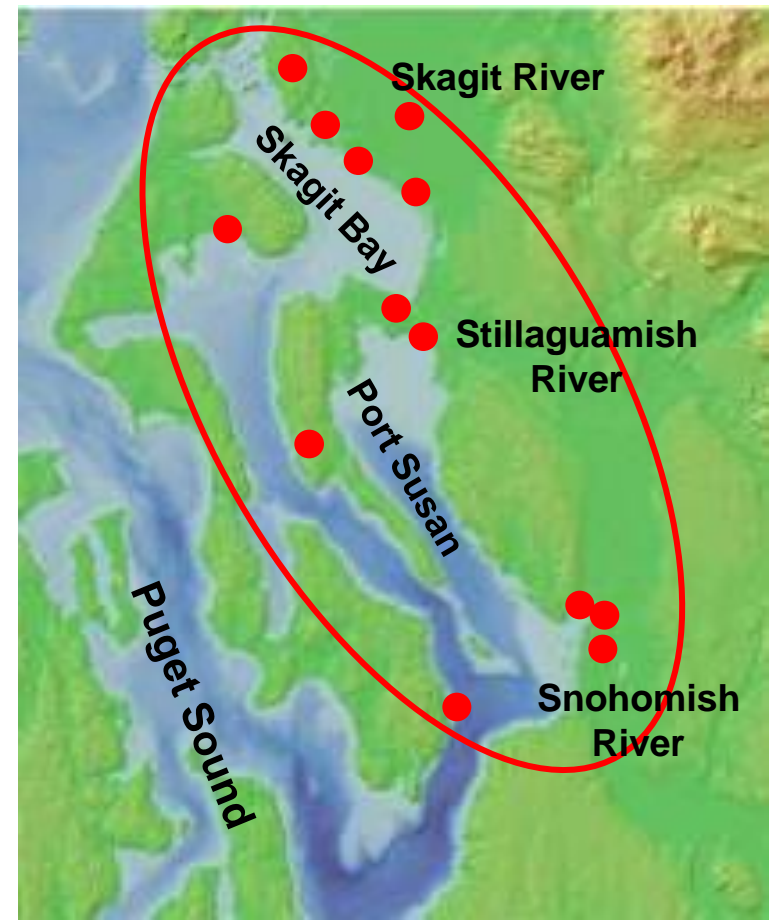 Skagit River
Skagit Bay
Stillaguamish
River
Port Susan
Puget Sound
Snohomish
River